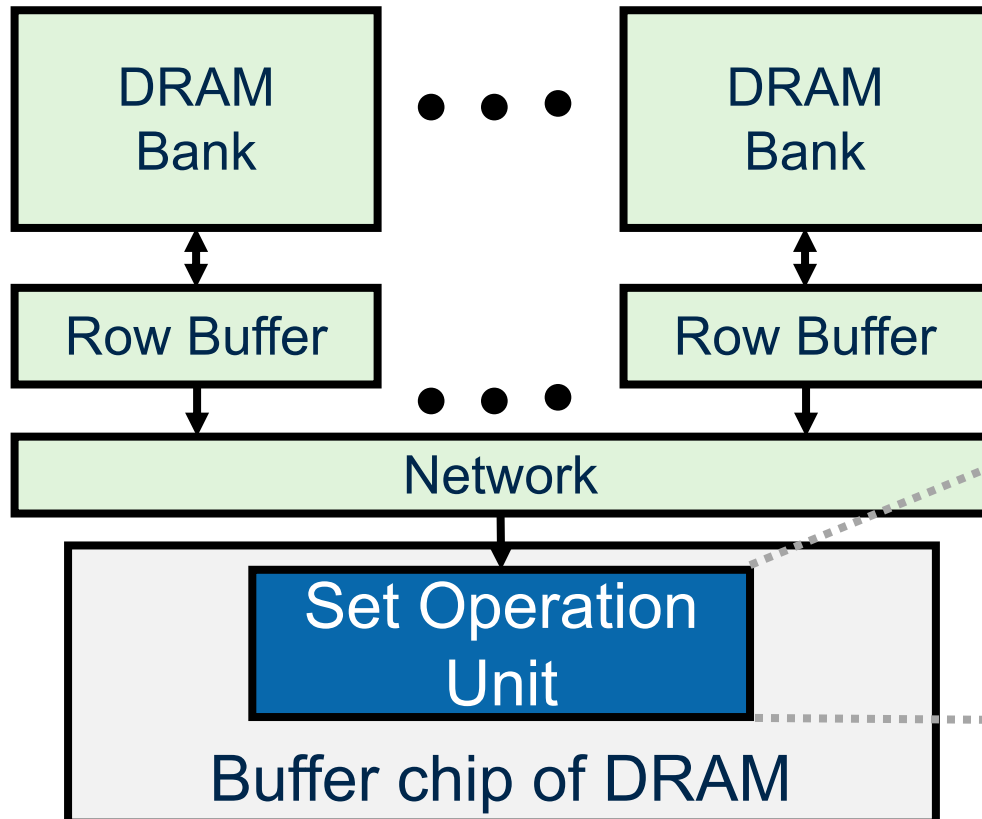 DRAM
Bank
DRAM
Bank
Row Buffer
Row Buffer
Network
Set Operation
Unit
Buffer chip of DRAM